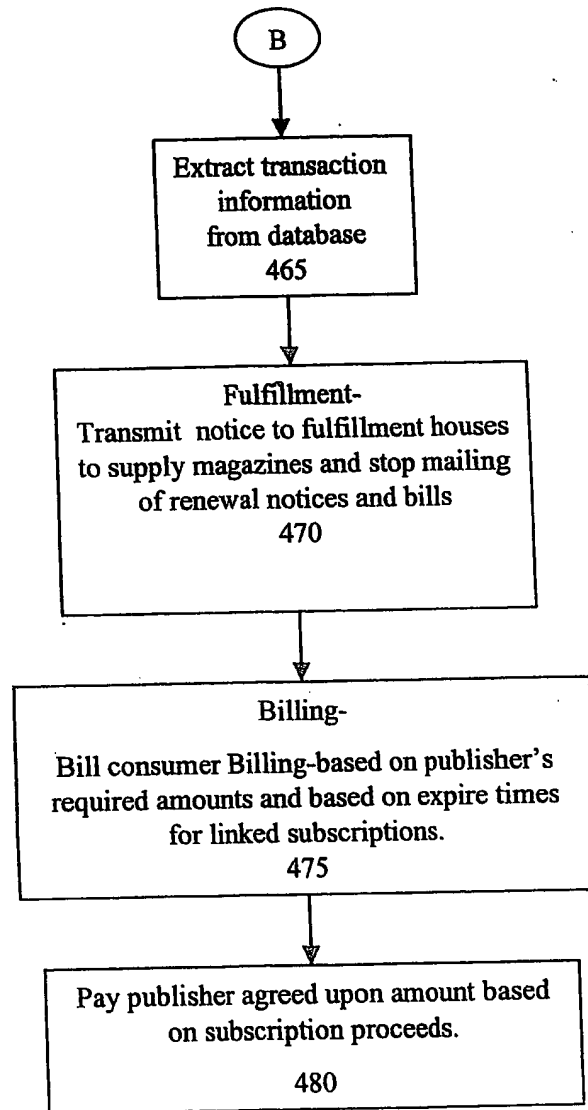 B
Extract transaction
information
from database
465
Fulfillment-
Transmit notice to fulfillment houses
to supply magazines and stop mailing
of renewal notices and bills
470
Billing-
Bill consumer Billing-based on publisher's
required amounts and based on expire times
for linked subscriptions.
475
Pay publisher agreed upon amount based
on subscription proceeds.
480